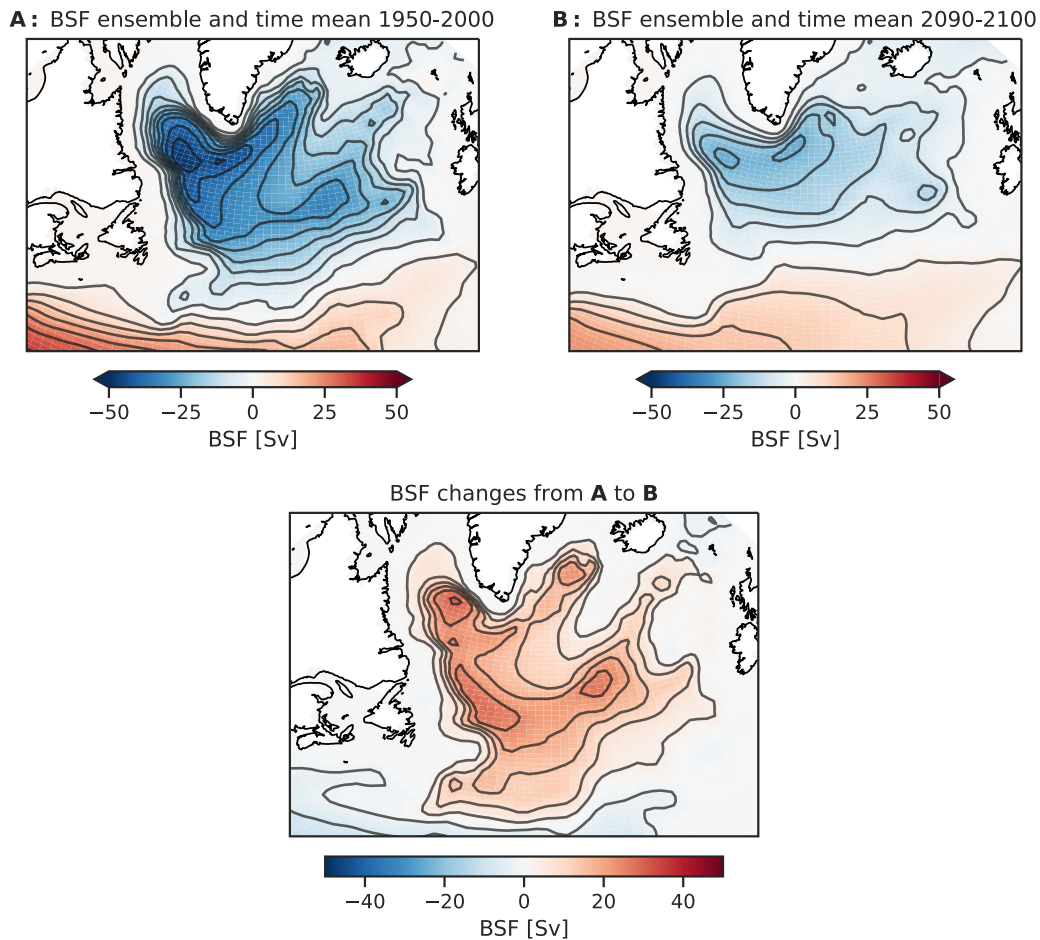 A: BSF ensemble and time mean 1950-2000
B: BSF ensemble and time mean 2090-2100
−50 −25 0 25 50
BSF [Sv]
−50 −25 0 25 50
BSF [Sv]
BSF changes from A to B
−40 −20 0 20 40
BSF [Sv]